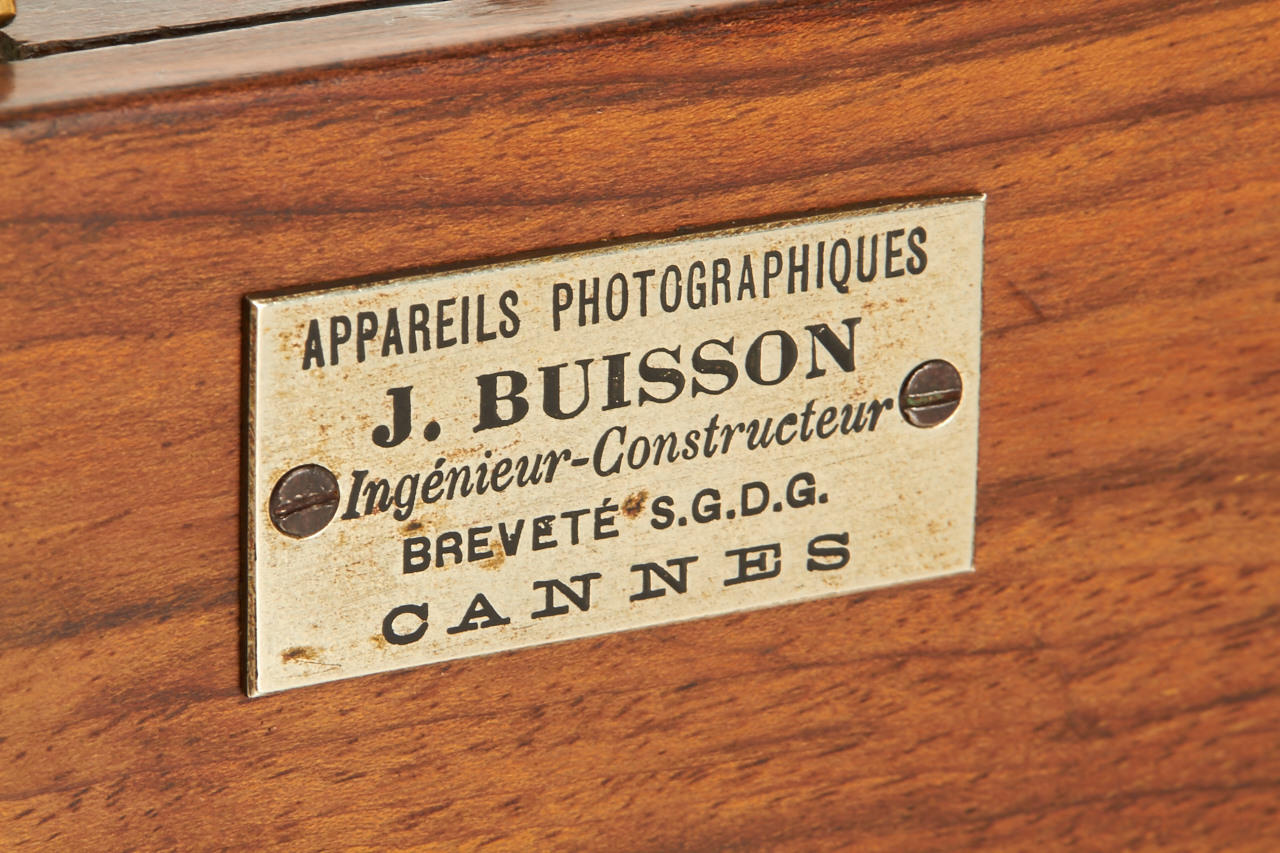 APPAREILS PHOTOGRAPHIQUES
J. BUISSON
Ingénieur-Constructeur
BREVETÉ S.G.D.G.
CANNES